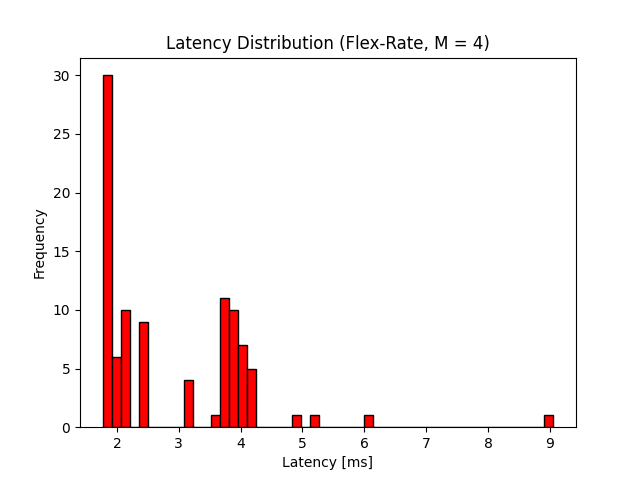 Latency Distribution (Flex-Rate, M = 4)
30
25
20
15
10
5
0
Frequency
2 3 4 5 6 7 8 9
Latency [ms]